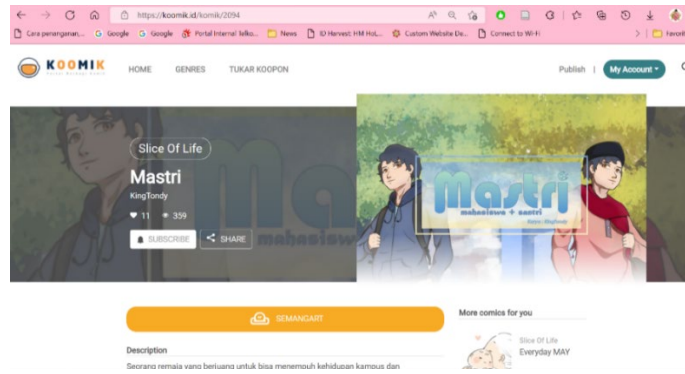 https://koomik.id/komik/2094
Cara penanganan... Google Google Portal Internal Telko... News ID Harvest HM Hol... Custom Website De... Connect to Wi-Fi Favorit
KOOMIK HOME GENRES TUKAR KOOPON Publish | My Account
Slice Of Life
Mastri
KingTondy
11 359
SUBSCRIBE SHARE
Mastri
mahasiswa + santri
SEMANGART
More comics for you
Description
Seorang remaja yang berjuang untuk bisa menempuh kehidupan kampus dan
Slice Of Life
Everyday MAY